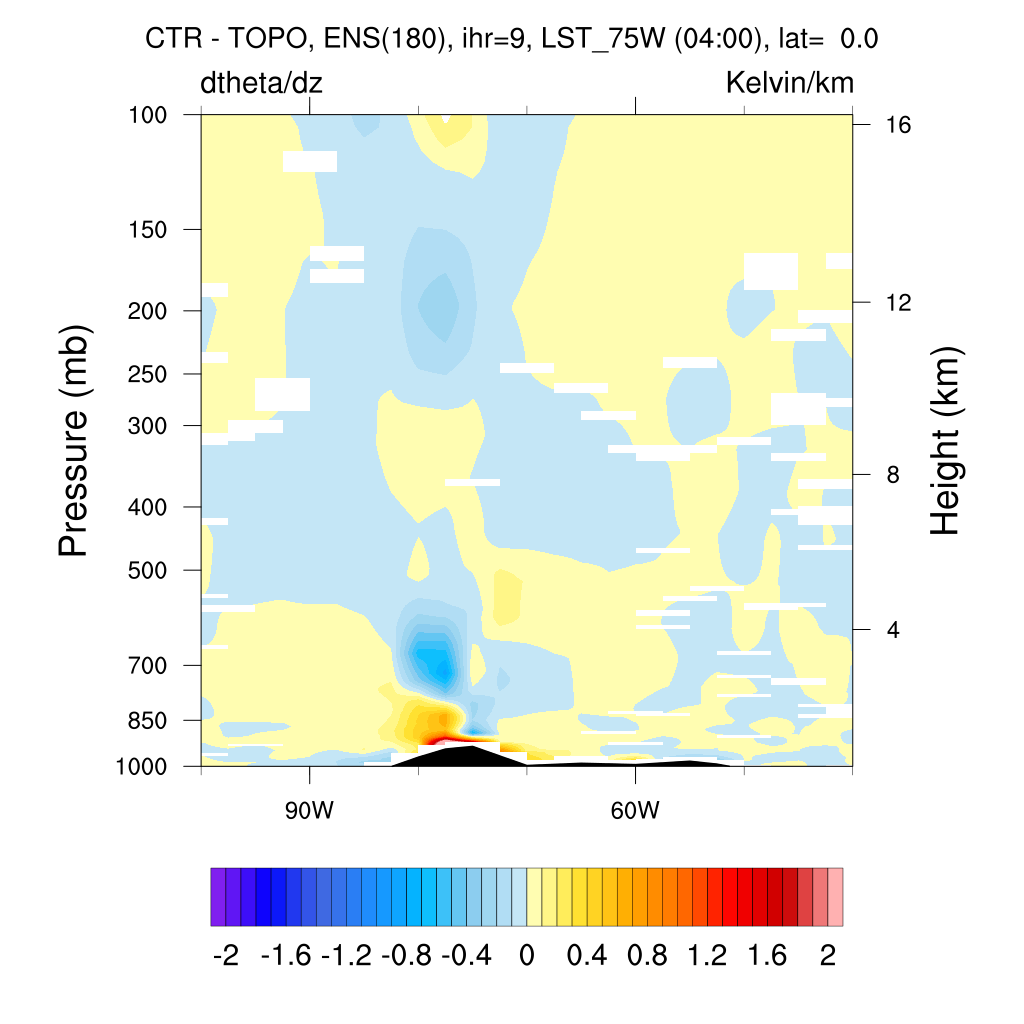 CTR - TOPO, ENS(180), ihr=9, LST_75W (04:00), lat=  0.0
dtheta/dz
Kelvin/km
Pressure (mb)
100
150
200
250
300
400
500
700
850
1000
16
12
8
4
Height (km)
90W
60W
-2 -1.6 -1.2 -0.8 -0.4 0 0.4 0.8 1.2 1.6 2